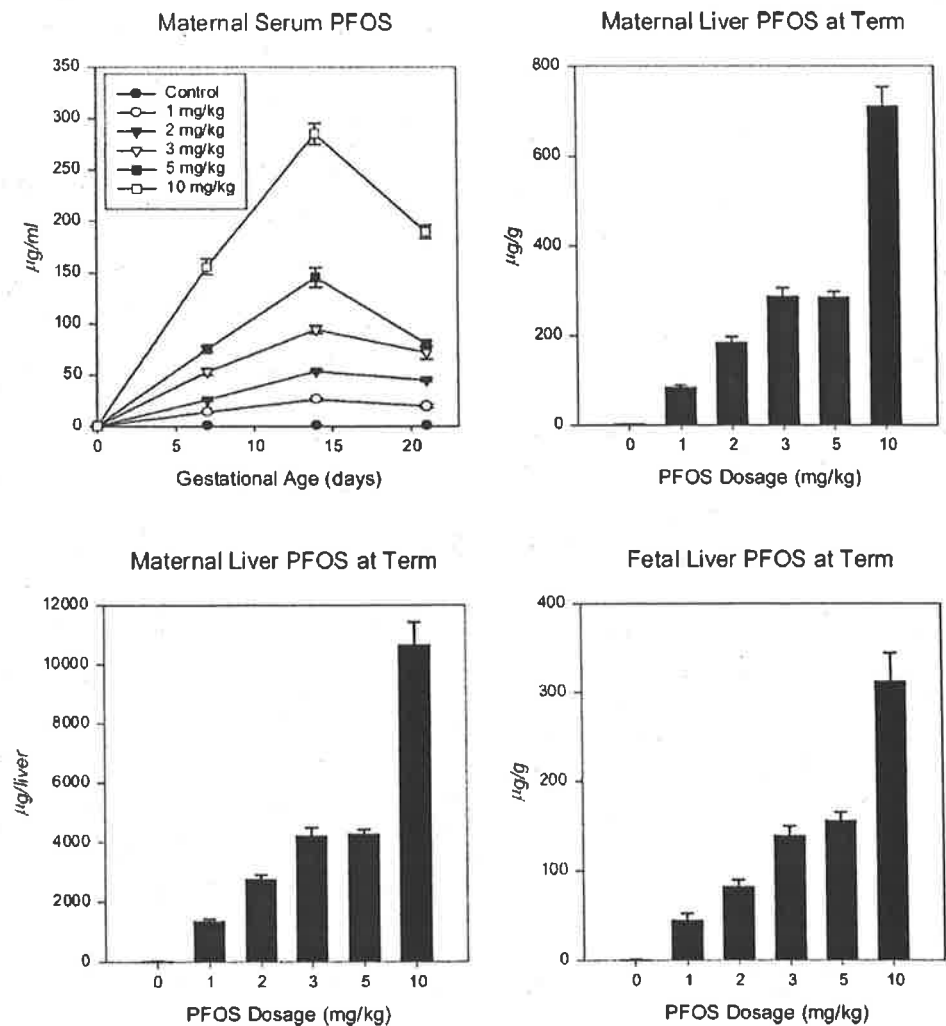 Maternal Serum PFOS
350
300
250
200
150
100
50
0
μg/ml
Control
1 mg/kg
2 mg/kg
3 mg/kg
5 mg/kg
10 mg/kg
0 5 10 15 20
Gestational Age (days)
Maternal Liver PFOS at Term
800
600
400
200
0
μg/g
0 1 2 3 5 10
PFOS Dosage (mg/kg)
Maternal Liver PFOS at Term
12000
10000
8000
6000
4000
2000
0
μg/liver
0 1 2 3 5 10
PFOS Dosage (mg/kg)
Fetal Liver PFOS at Term
400
300
200
100
0
μg/g
0 1 2 3 5 10
PFOS Dosage (mg/kg)